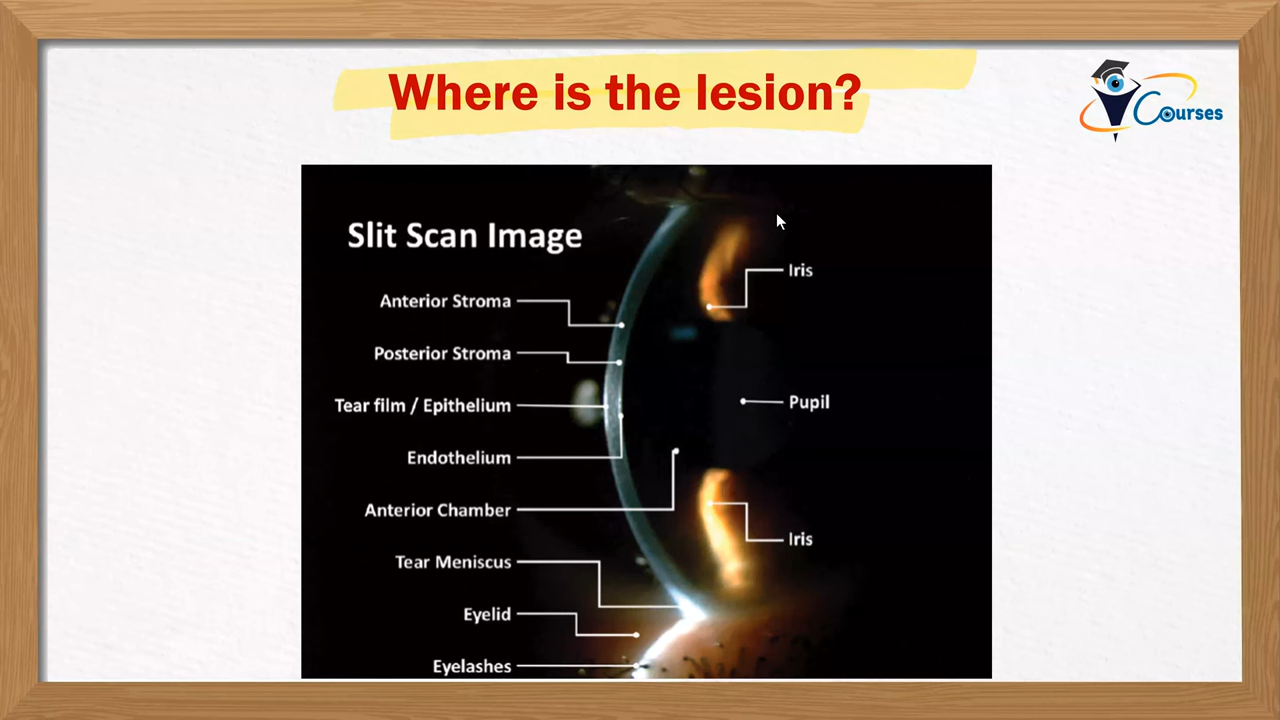 Where is the lesion?
Courses
Slit Scan Image
Anterior Stroma
Iris
Posterior Stroma
Tear film / Epithelium
Pupil
Endothelium
Anterior Chamber
Iris
Tear Meniscus
Eyelid
Eyelashes